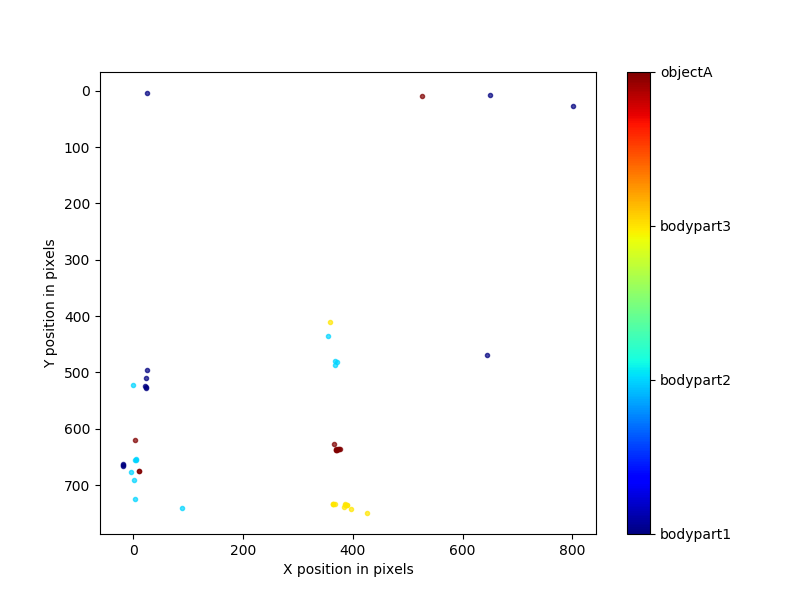 objectA
0
100
200
bodypart3
300
Y position in pixels
400
bodypart2
500
600
700
bodypart1
0
200
400
600
800
X position in pixels